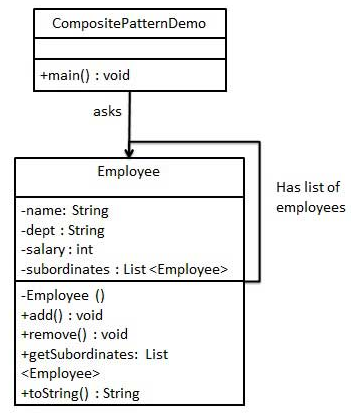 CompositePatternDemo
+main() : void
asks
Employee
-name: String
-dept : String
-salary : int
-subordinates : List <Employee>
Has list of
employees
-Employee ()
+add() : void
+remove() : void
+getSubordinates: List
<Employee>
+toString() : String